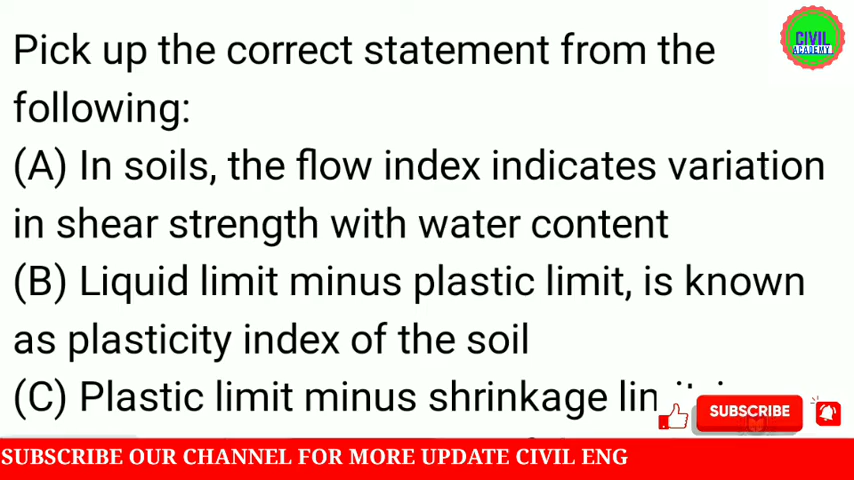 Pick up the correct statement from the
following:
(A) In soils, the flow index indicates variation
in shear strength with water content
(B) Liquid limit minus plastic limit, is known
as plasticity index of the soil
(C) Plastic limit minus shrinkage
SUBSCRIBE
SUBSCRIBE OUR CHANNEL FOR MORE UPDATE CIVIL ENG
CIVIL
ACADEMY